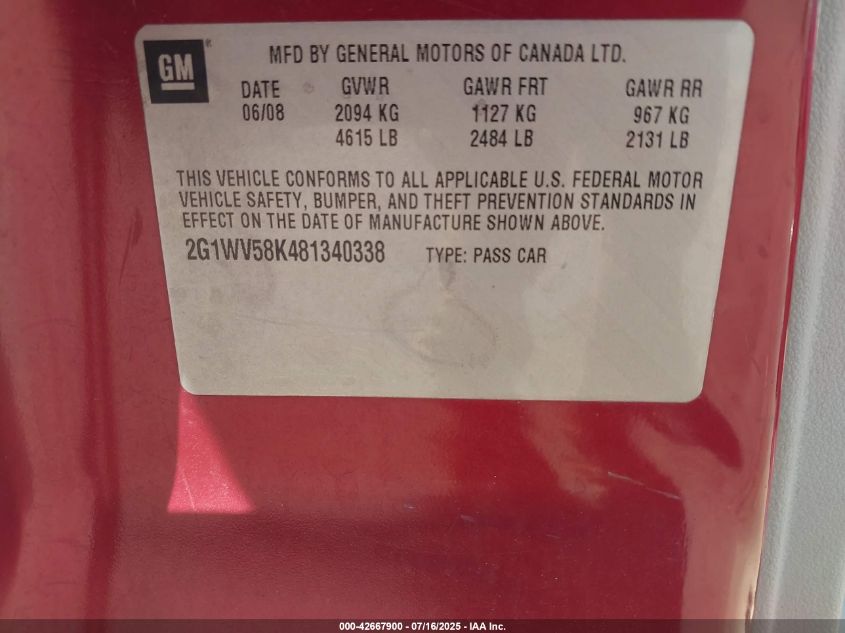 GM ®
MFD BY GENERAL MOTORS OF CANADA LTD.
DATE GVWR GAWR FRT GAWR RR
06/08 2094 KG 1127 KG 967 KG
4615 LB 2484 LB 2131 LB
THIS VEHICLE CONFORMS TO ALL APPLICABLE U.S. FEDERAL MOTOR
VEHICLE SAFETY, BUMPER, AND THEFT PREVENTION STANDARDS IN
EFFECT ON THE DATE OF MANUFACTURE SHOWN ABOVE.
2G1WV58K481340338 TYPE: PASS CAR
000-42667900 - 07/16/2025 - IAA Inc.